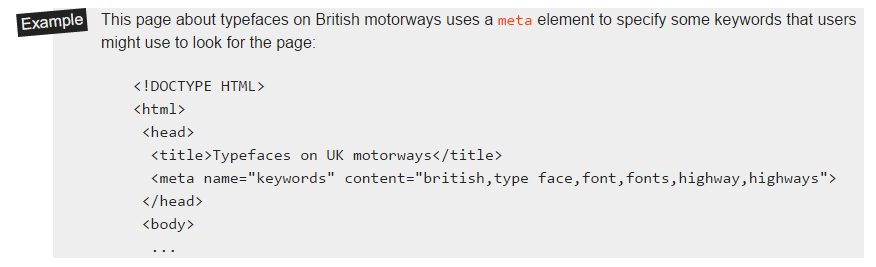 Example
This page about typefaces on British motorways uses a meta element to specify some keywords that users
might use to look for the page:
<!DOCTYPE HTML>
<html>
 <head>
  <title>Typefaces on UK motorways</title>
  <meta name="keywords" content="british,type face,font,fonts,highway,highways">
 </head>
 <body>
  ...